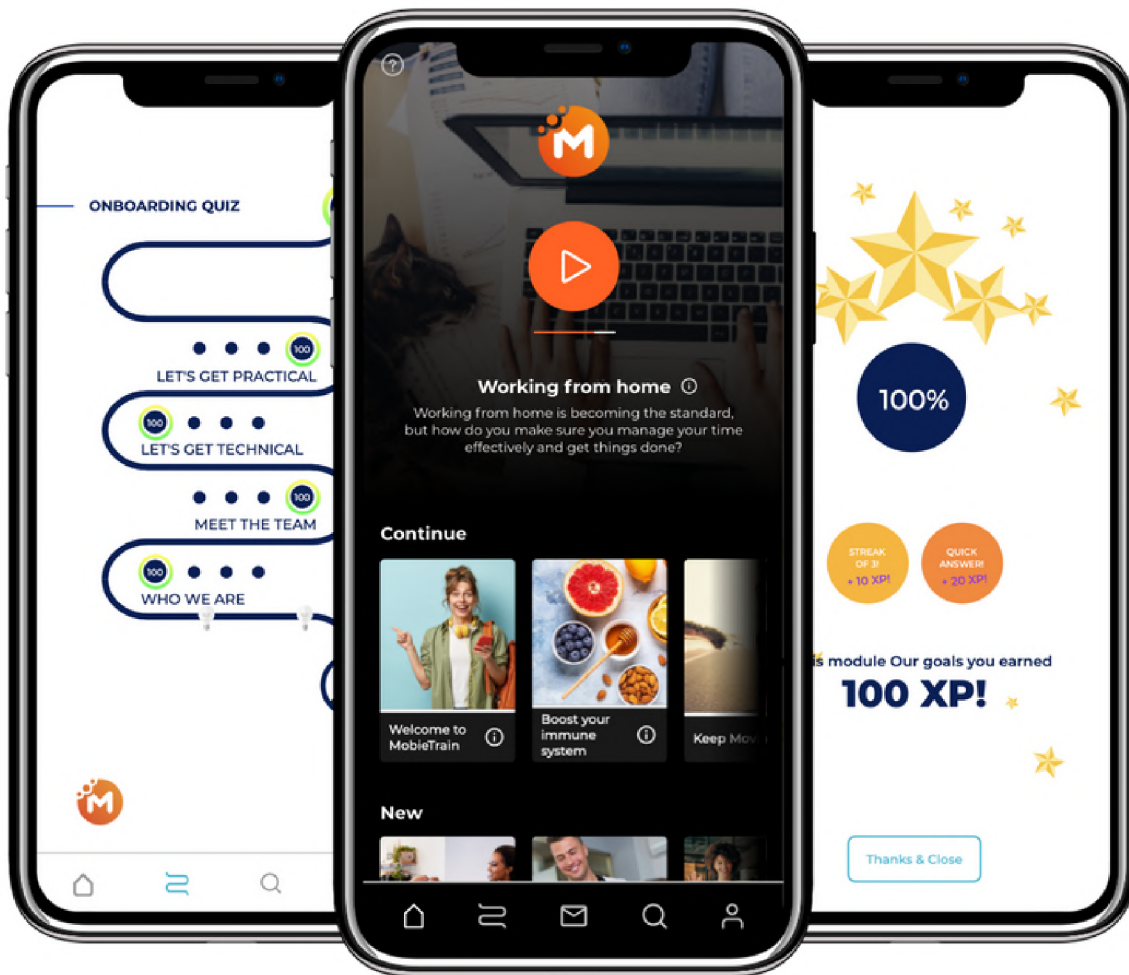 ONBOARDING QUIZ
100
LET'S GET PRACTICAL
100
LET'S GET TECHNICAL
100
MEET THE TEAM
100
WHO WE ARE
M
?
M
Working from home
Working from home is becoming the standard,
but how do you make sure you manage your time
effectively and get things done?
Continue
Welcome to
MobieTrain
Boost your
immune
system
Keep
New
100%
STREAK
OF 3!
+ 10 XP!
QUICK
ANSWER!
+ 20 XP!
module Our goals you earned
100 XP!
Thanks & Close